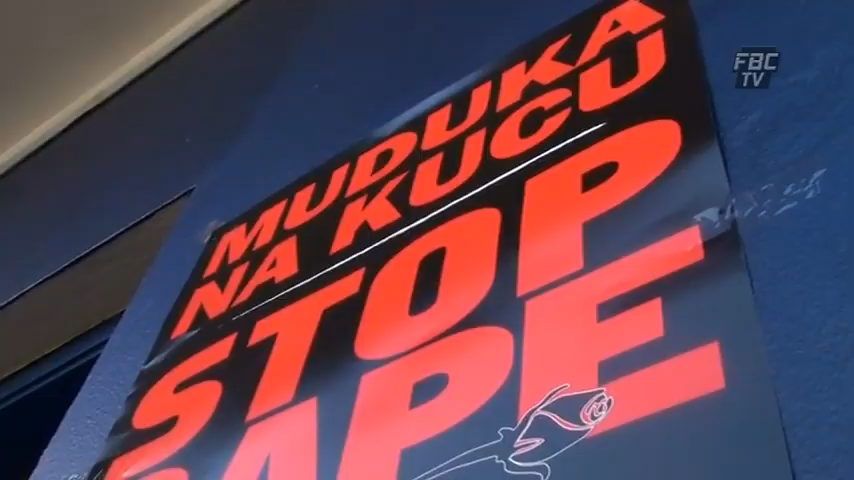 FBC
TV
MUDUKA
NA KUCU
STOP
RAPE